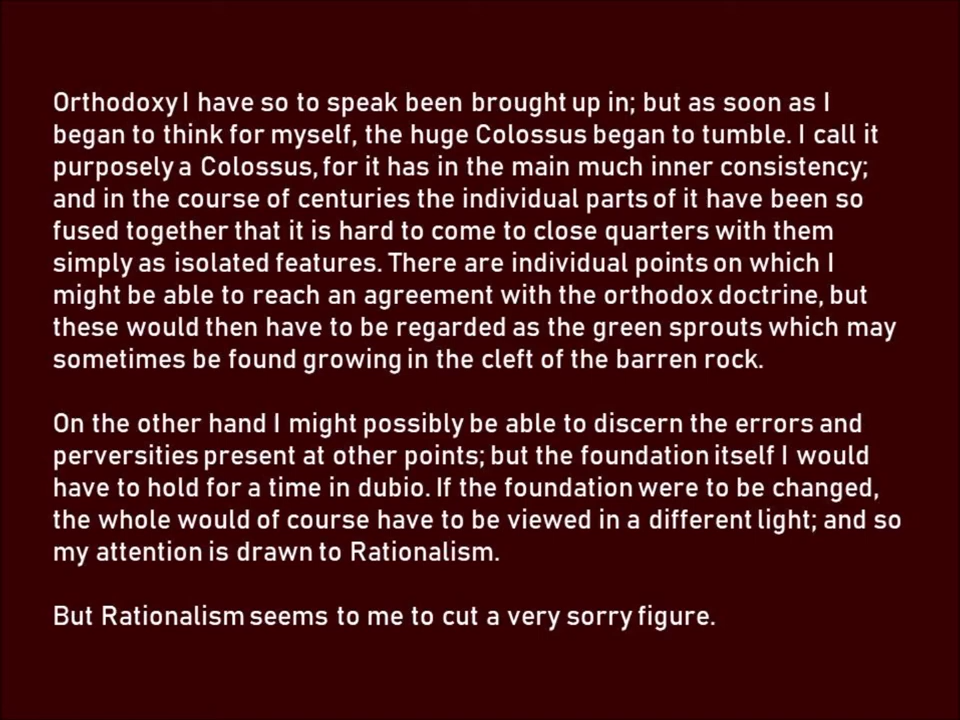 Orthodoxy I have so to speak been brought up in; but as soon as I
began to think for myself, the huge Colossus began to tumble. I call it
purposely a Colossus, for it has in the main much inner consistency;
and in the course of centuries the individual parts of it have been so
fused together that it is hard to come to close quarters with them
simply as isolated features. There are individual points on which I
might be able to reach an agreement with the orthodox doctrine, but
these would then have to be regarded as the green sprouts which may
sometimes be found growing in the cleft of the barren rock.
On the other hand I might possibly be able to discern the errors and
perversities present at other points; but the foundation itself I would
have to hold for a time in dubio. If the foundation were to be changed,
the whole would of course have to be viewed in a different light; and so
my attention is drawn to Rationalism.
But Rationalism seems to me to cut a very sorry figure.